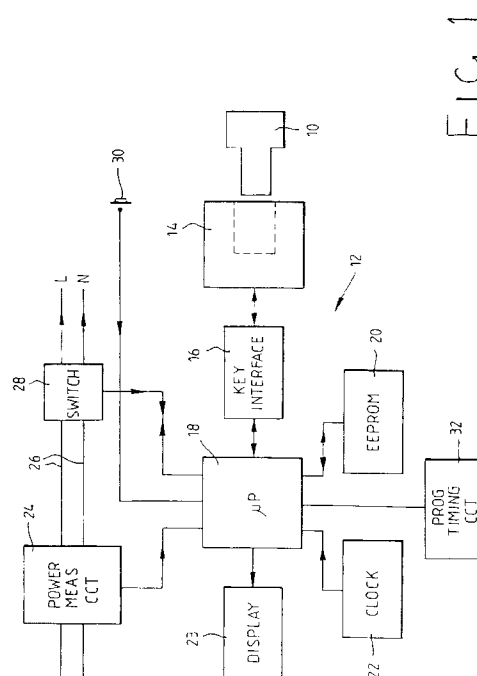 L
N
30
28
SWITCH
26
24
POWER
MEAS
CCT
14
10
16
KEY
INTERFACE
12
18
μP
20
EEPROM
23
DISPLAY
22
CLOCK
32
PROG
TIMING
CCT
FIG 1